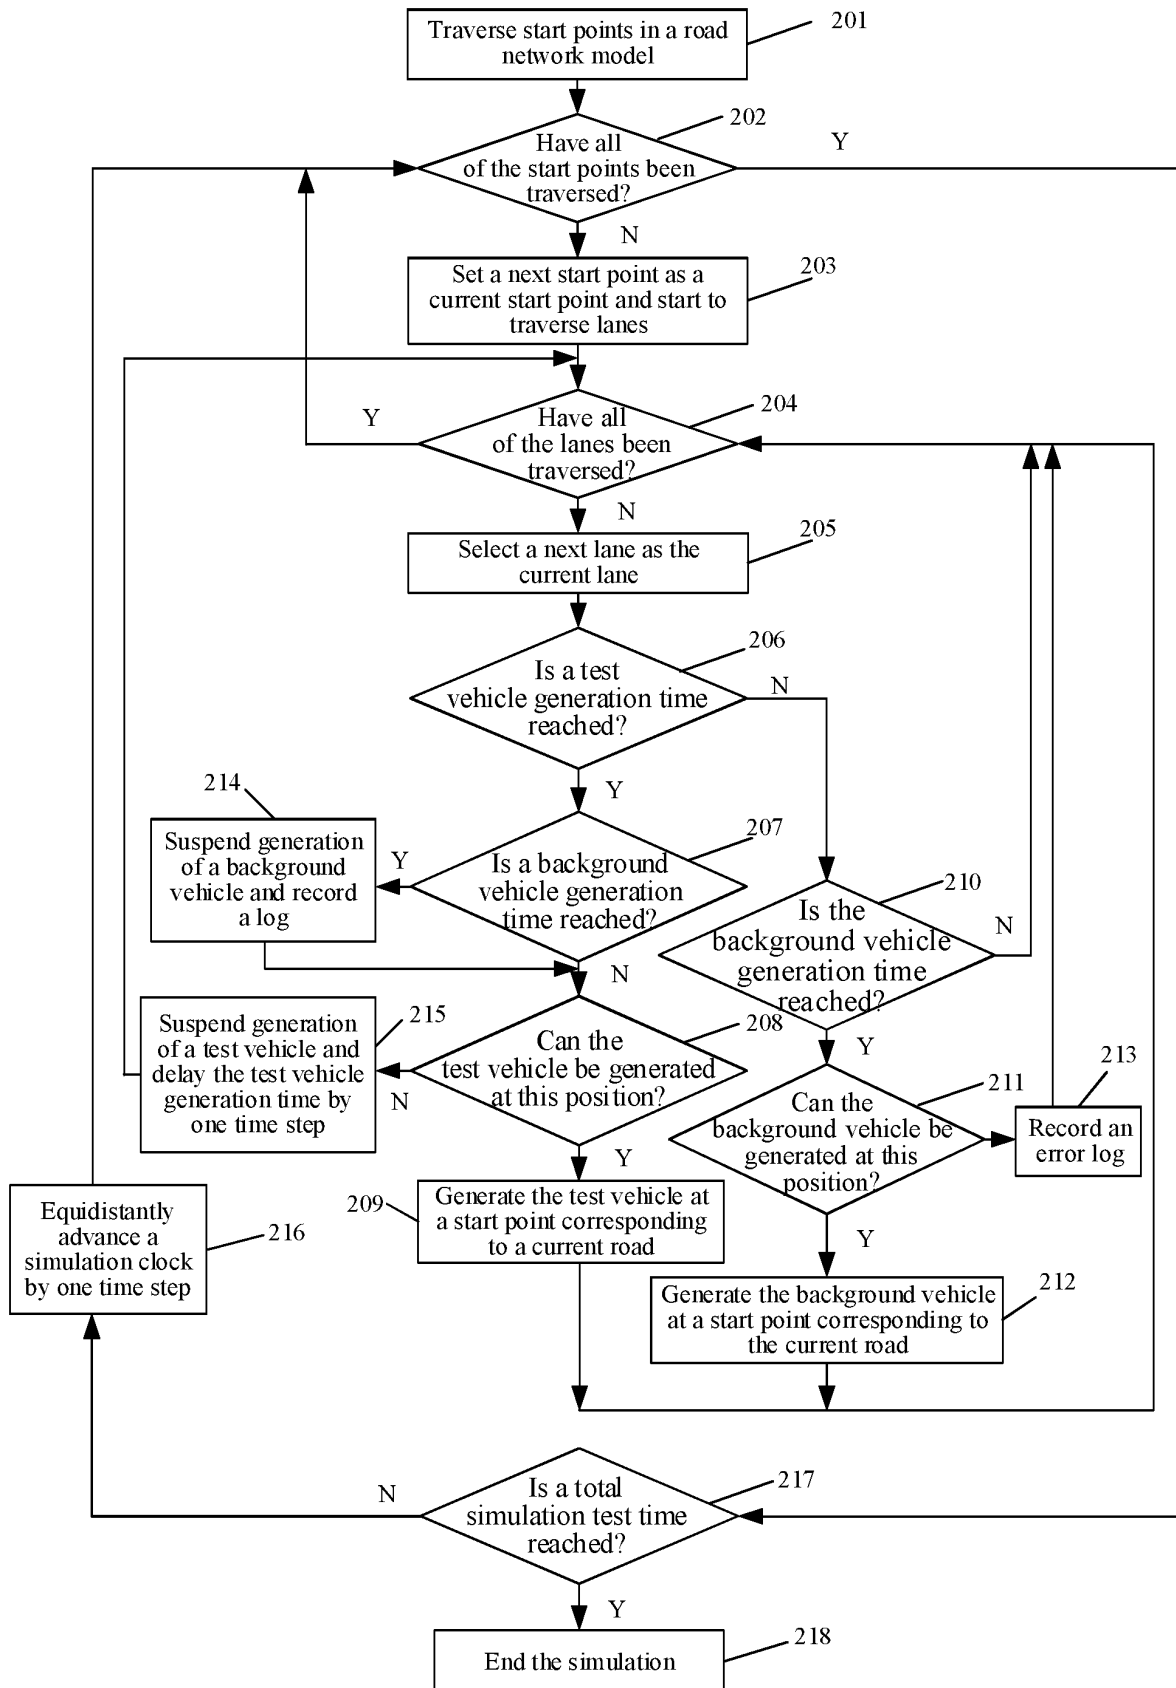 Traverse start points in a road
network model
201
202
Have all
of the start points been
traversed?
Y
N
Set a next start point as a
current start point and start to
traverse lanes
203
204
Have all
of the lanes been
traversed?
Y
N
Select a next lane as the
current lane
205
206
Is a test
vehicle generation time
reached?
N
Y
214
Suspend generation
of a background
vehicle and record
a log
Y
207
Is a background
vehicle generation
time reached?
N
210
Is the
background vehicle
generation time
reached?
N
Y
215
Suspend generation
of a test vehicle and
delay the test vehicle
generation time by
one time step
208
Can the
test vehicle be generated
at this position?
N
Y
211
Can the
background vehicle be
generated at this
position?
Y
213
Record an
error log
209
Generate the test vehicle at
a start point corresponding
to a current road
Equidistantly
advance a
simulation clock
by one time step
216
212
Generate the background vehicle
at a start point corresponding to
the current road
217
Is a total
simulation test time
reached?
N
Y
End the simulation
218